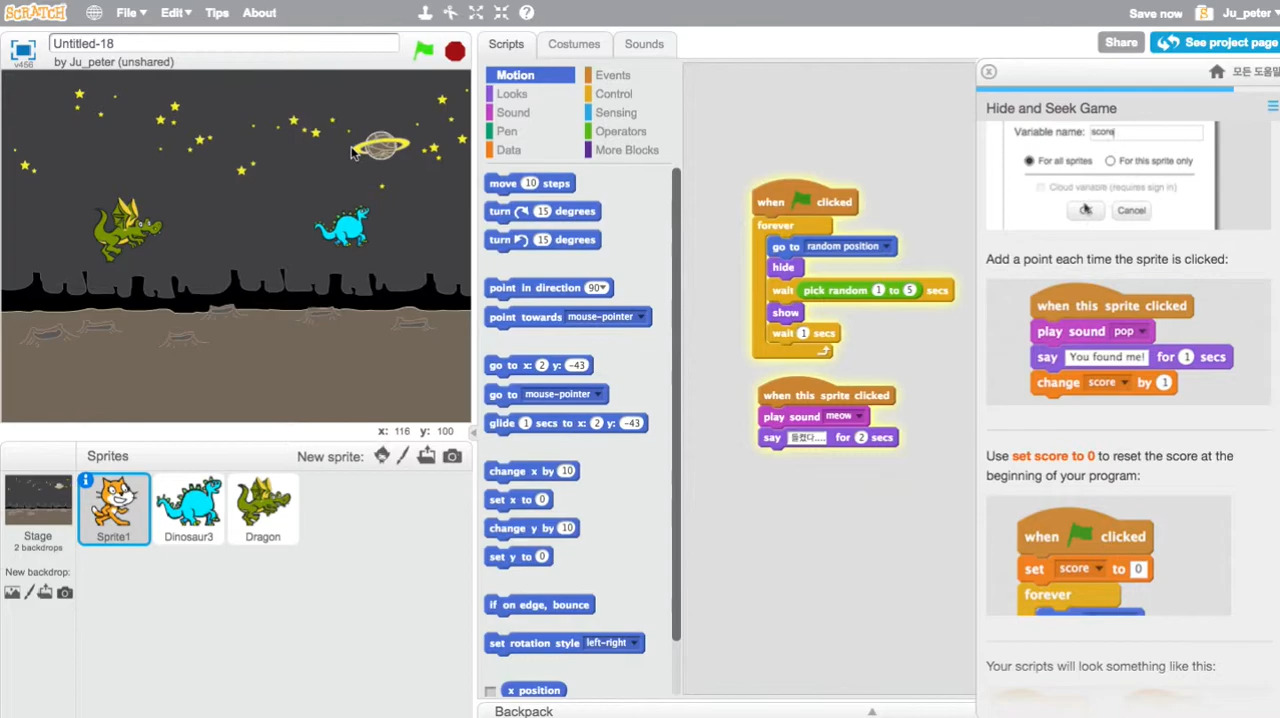 SCRATCH
File
Edit
Tips
About
Save now
Ju_peter
v456
Untitled-18
by Ju_peter (unshared)
Scripts
Costumes
Sounds
Share
See project page
Motion
Looks
Sound
Pen
Data
Events
Control
Sensing
Operators
More Blocks
move 10 steps
turn 15 degrees
turn 15 degrees
point in direction 90
point towards mouse-pointer
go to x: 2 y: -43
go to mouse-pointer
glide 1 secs to x: 2 y: -43
change x by 10
set x to 0
change y by 10
set y to 0
if on edge, bounce
set rotation style left-right
x position
when clicked
forever
go to random position
hide
wait pick random 1 to 5 secs
show
wait 1 secs
when this sprite clicked
play sound meow
say 들켰다.... for 2 secs
Backpack
x: 116 y: 100
Sprites
New sprite:
Stage
2 backdrops
New backdrop:
Sprite1
Dinosaur3
Dragon
모든 도움말
Hide and Seek Game
Variable name: score
For all sprites
For this sprite only
Cloud variable (requires sign in)
OK
Cancel
Add a point each time the sprite is clicked:
when this sprite clicked
play sound pop
say You found me! for 1 secs
change score by 1
Use set score to 0 to reset the score at the
beginning of your program:
when clicked
set score to 0
forever
Your scripts will look something like this: